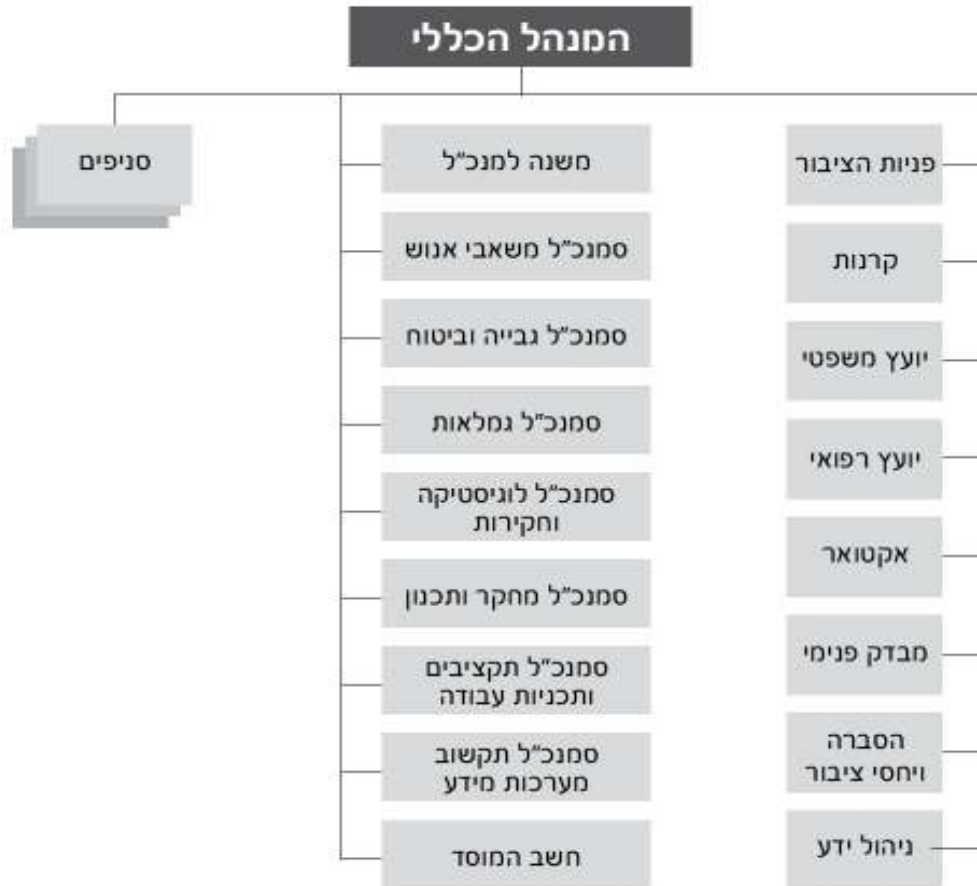 המנהל הכללי
פניות הציבור
קרנות
יועץ משפטי
יועץ רפואי
אקטואר
מבדק פנימי
הסברה
ויחסי ציבור
ניהול ידע
משנה למנכ"ל
סמנכ"ל משאבי אנוש
סמנכ"ל גבייה וביטוח
סמנכ"ל גמלאות
סמנכ"ל לוגיסטיקה
וחקירות
סמנכ"ל מחקר ותכנון
סמנכ"ל תקציבים
ותכניות עבודה
סמנכ"ל תקשוב
מערכות מידע
חשב המוסד
סניפים